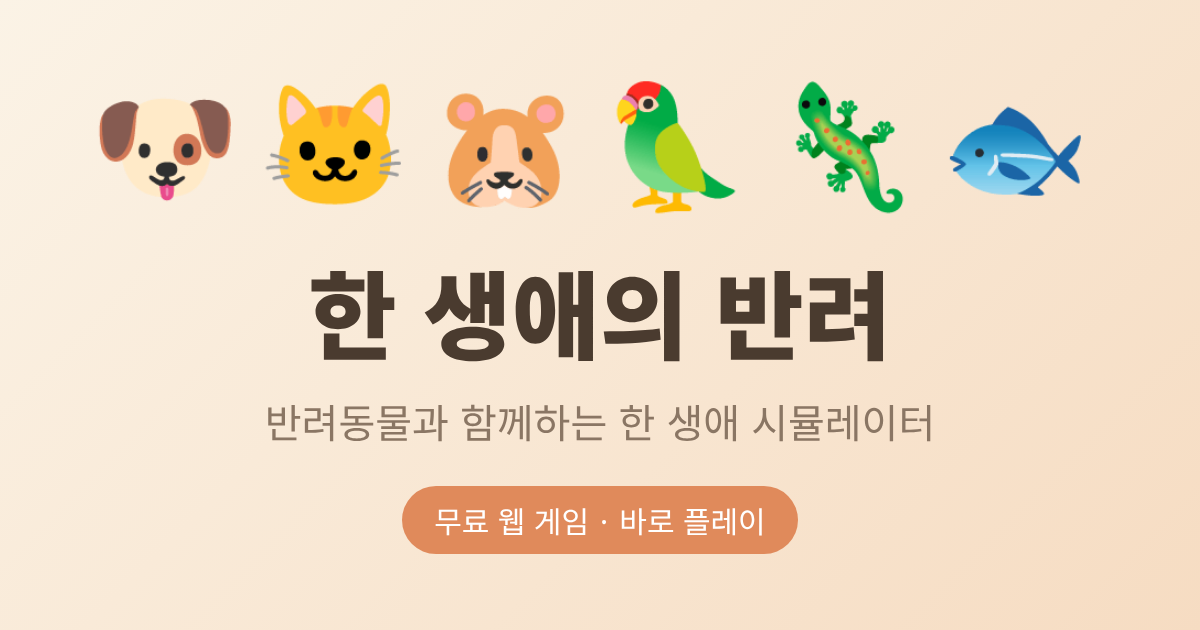 한 생애의 반려
반려동물과 함께하는 한 생애 시뮬레이터
무료 웹 게임 · 바로 플레이